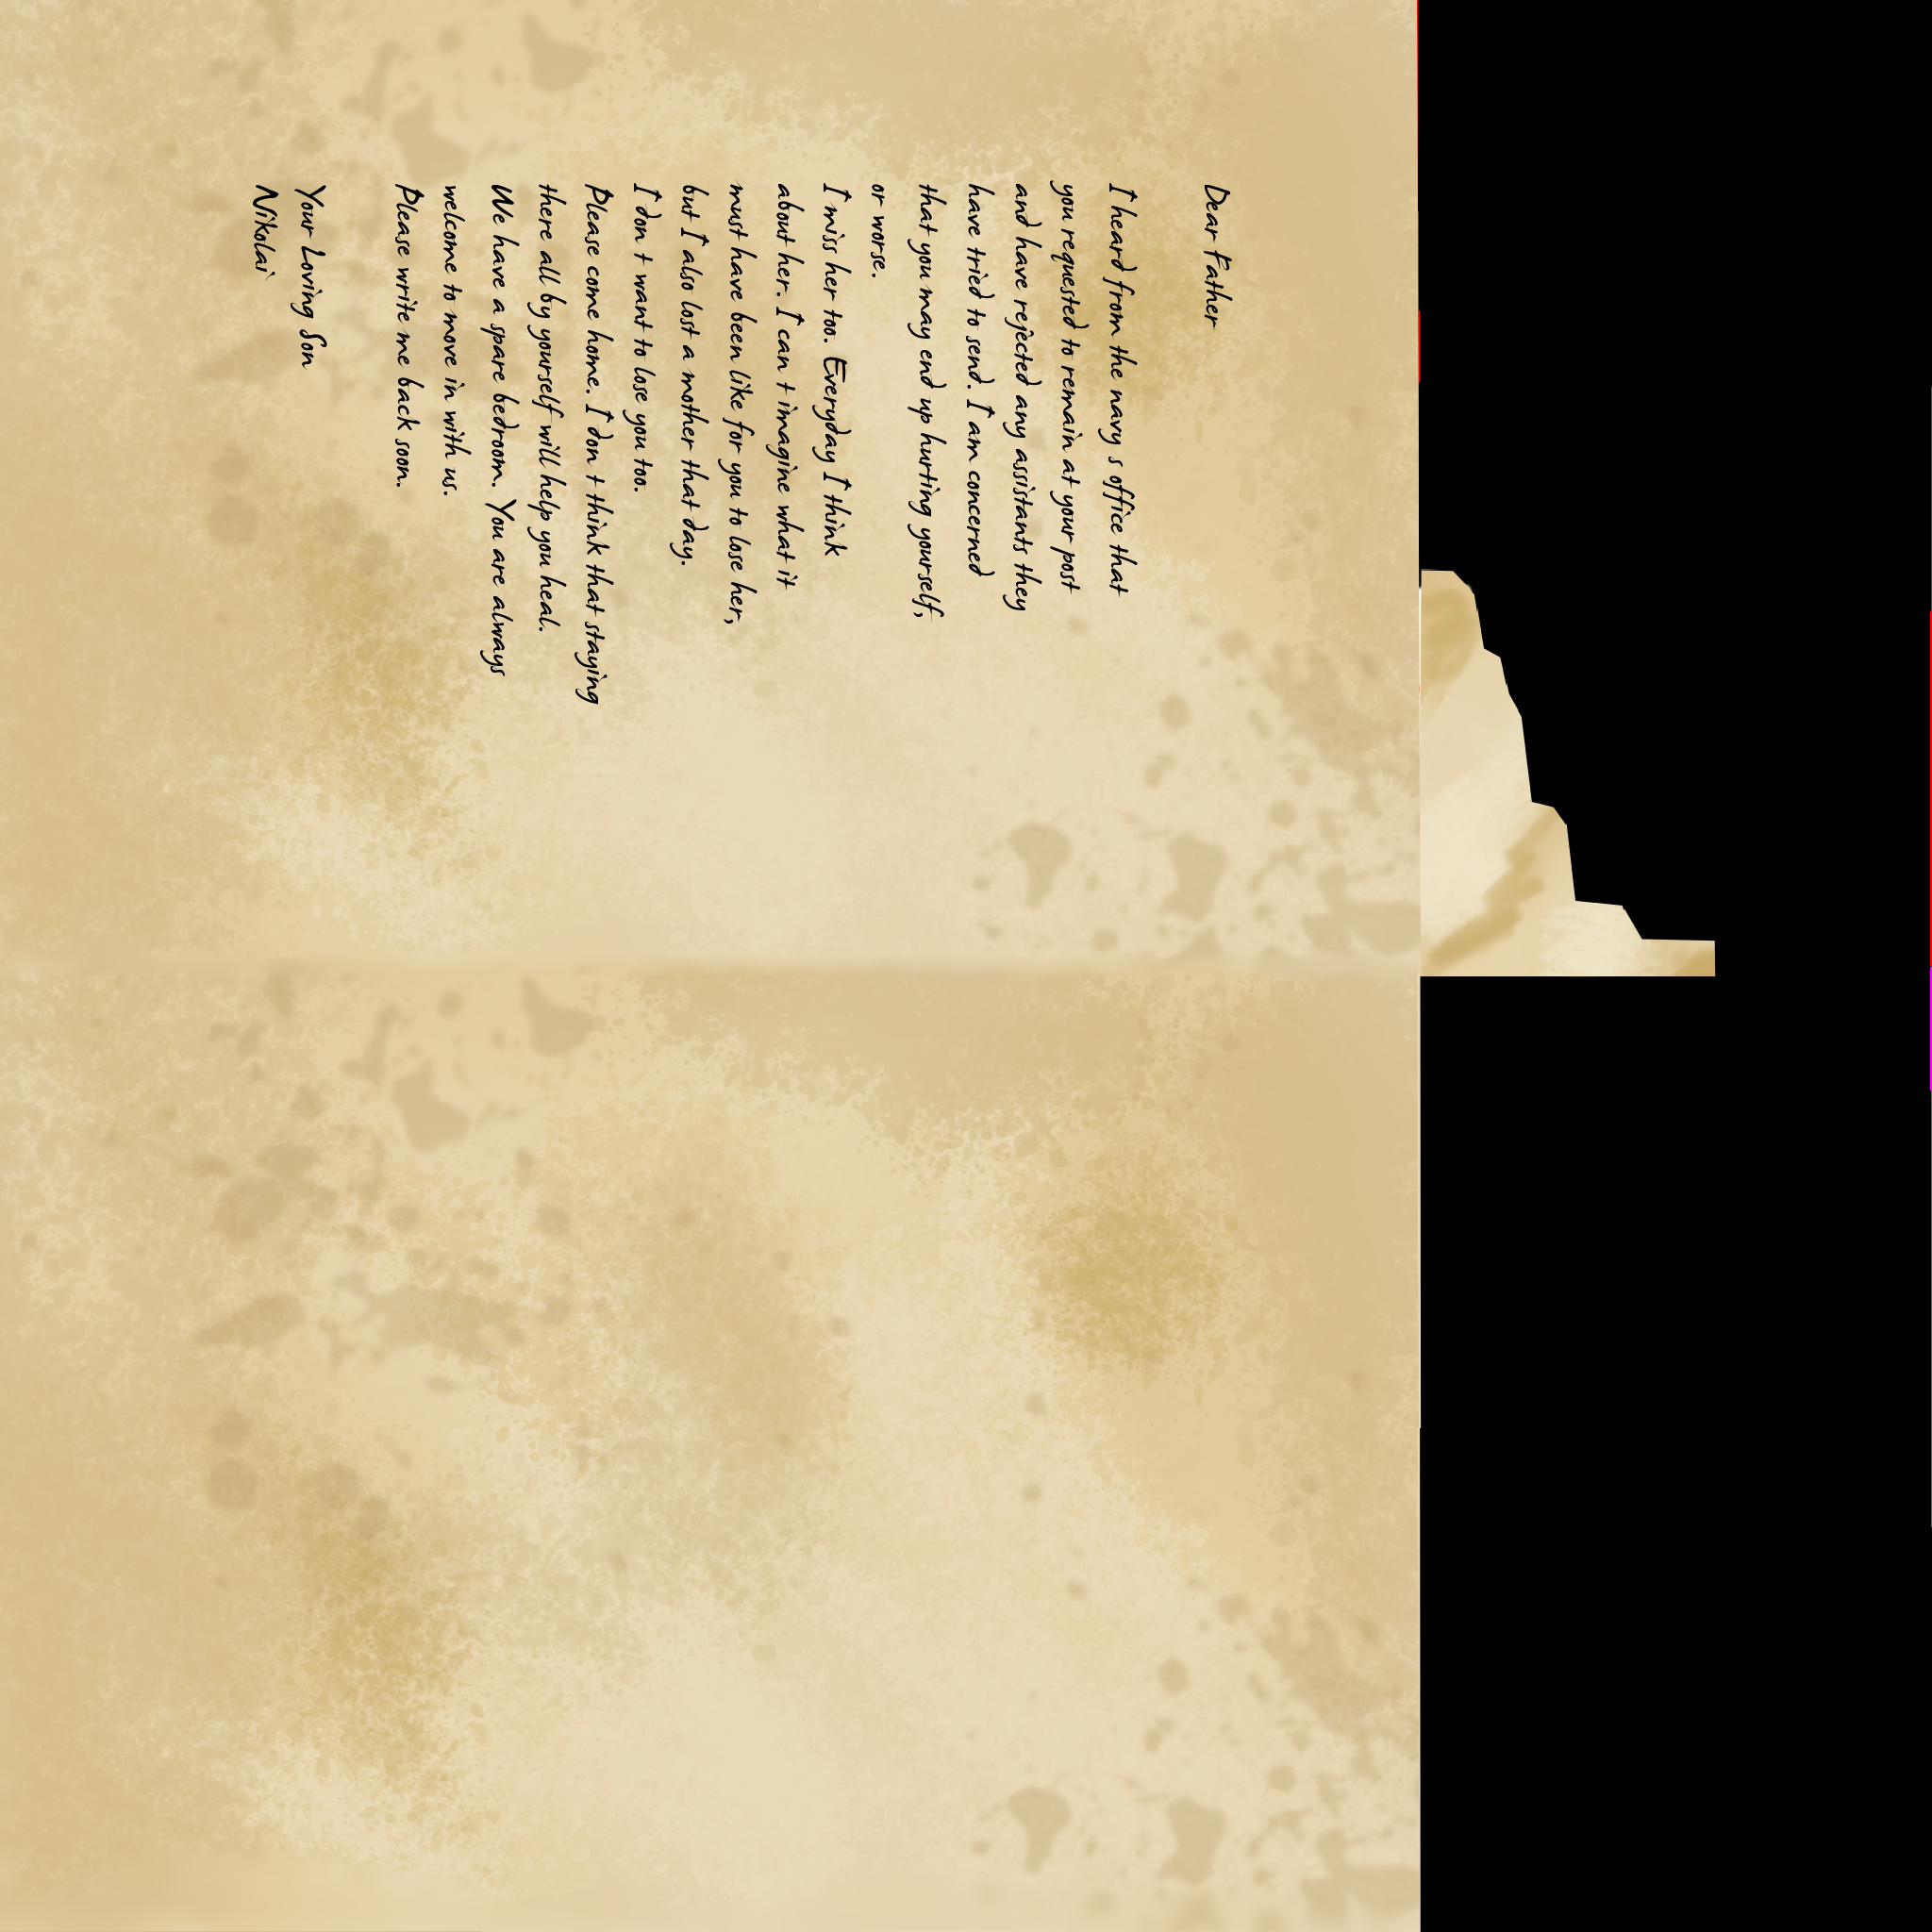 Dear Father
I heard from the navy s office that
you requested to remain at your post
and have rejected any assistants they
have tried to send. I am concerned
that you may end up hurting yourself,
or worse.
I miss her too. Everyday I think
about her. I can t imagine what it
must have been like for you to lose her,
but I also lost a mother that day.
I don t want to lose you too.
Please come home. I don t think that staying
there all by yourself will help you heal.
We have a spare bedroom. You are always
welcome to move in with us.
Please write me back soon.
Your Loving Son
Nikolai